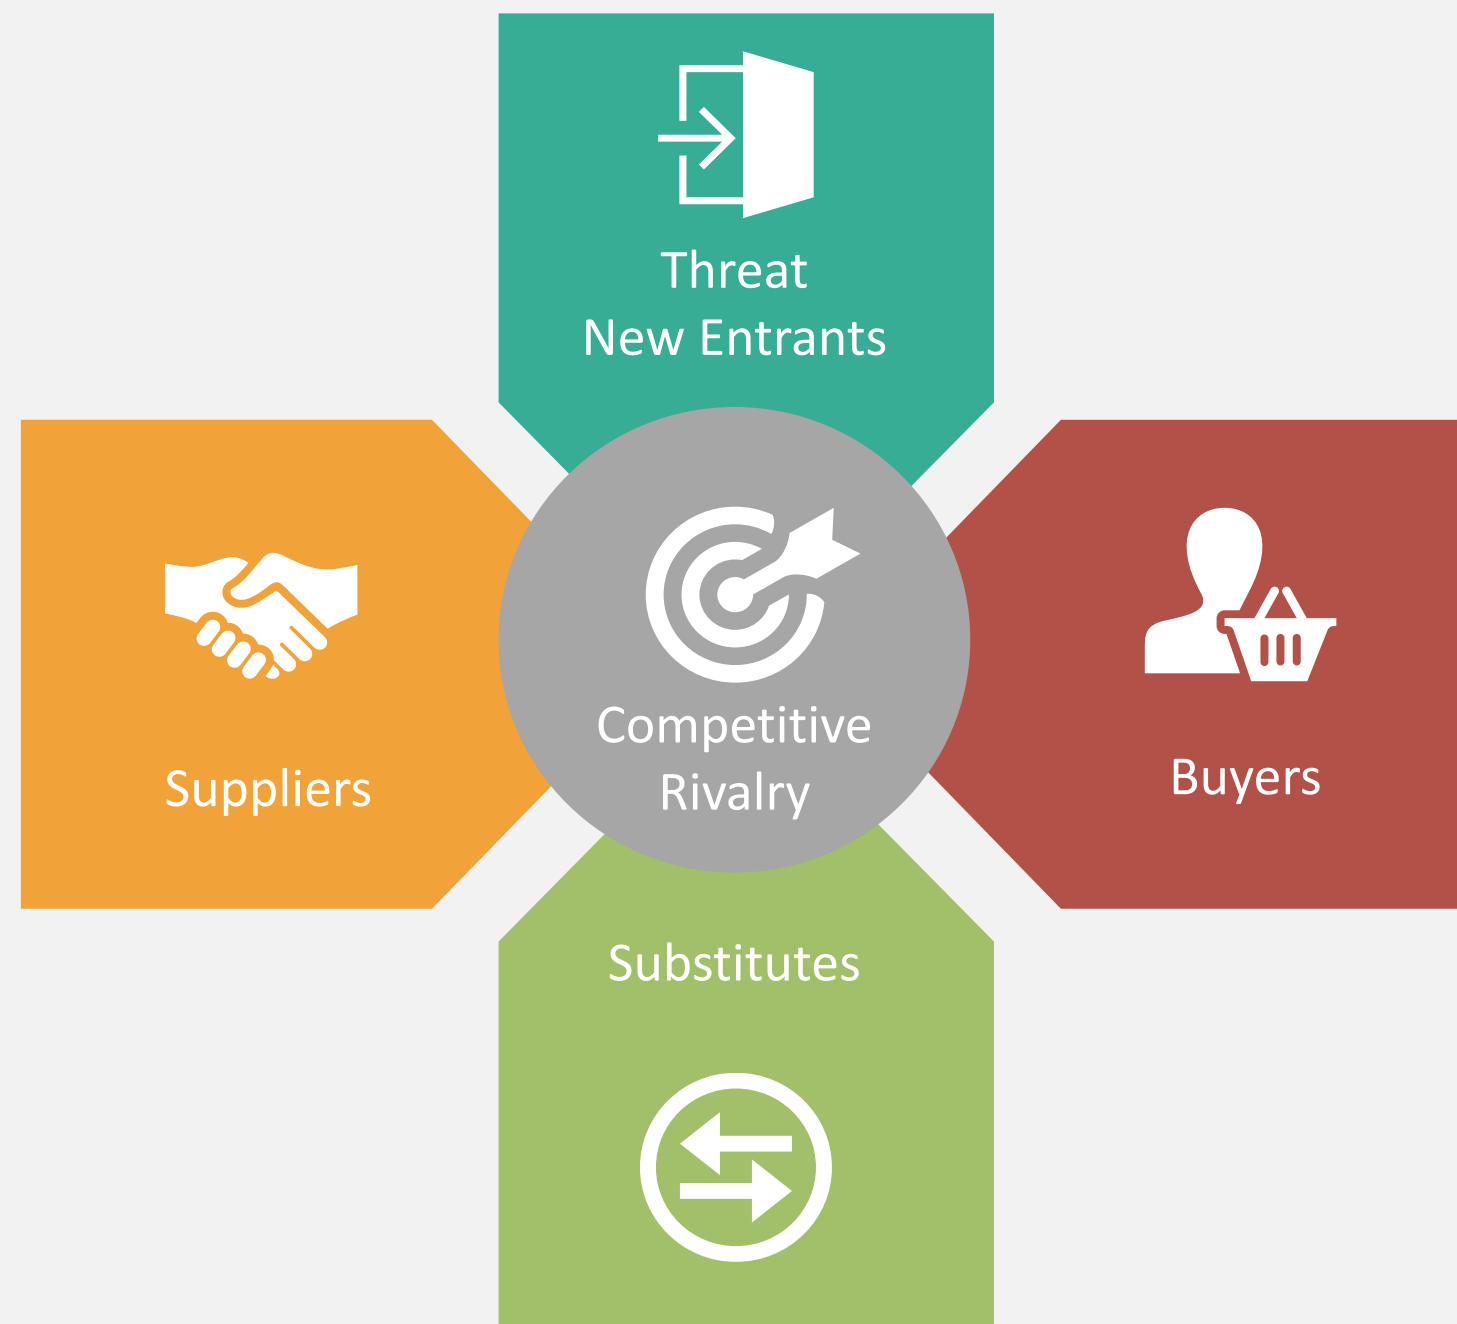 Threat
New Entrants
Suppliers
Competitive
Rivalry
Buyers
Substitutes